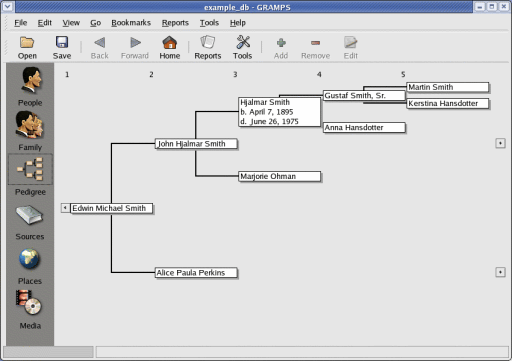 example_db - GRAMPS
File Edit View Go Bookmarks Reports Tools Help
Open Save Back Forward Home Reports Tools Add Remove Edit
1 2 3 4 5
People
Family
Pedigree
Sources
Places
Media
Martin Smith
Gustaf Smith, Sr.
Kerstina Hansdotter
Hjalmar Smith
b. April 7, 1895
d. June 26, 1975
Anna Hansdotter
John Hjalmar Smith
Marjorie Ohman
Edwin Michael Smith
Alice Paula Perkins